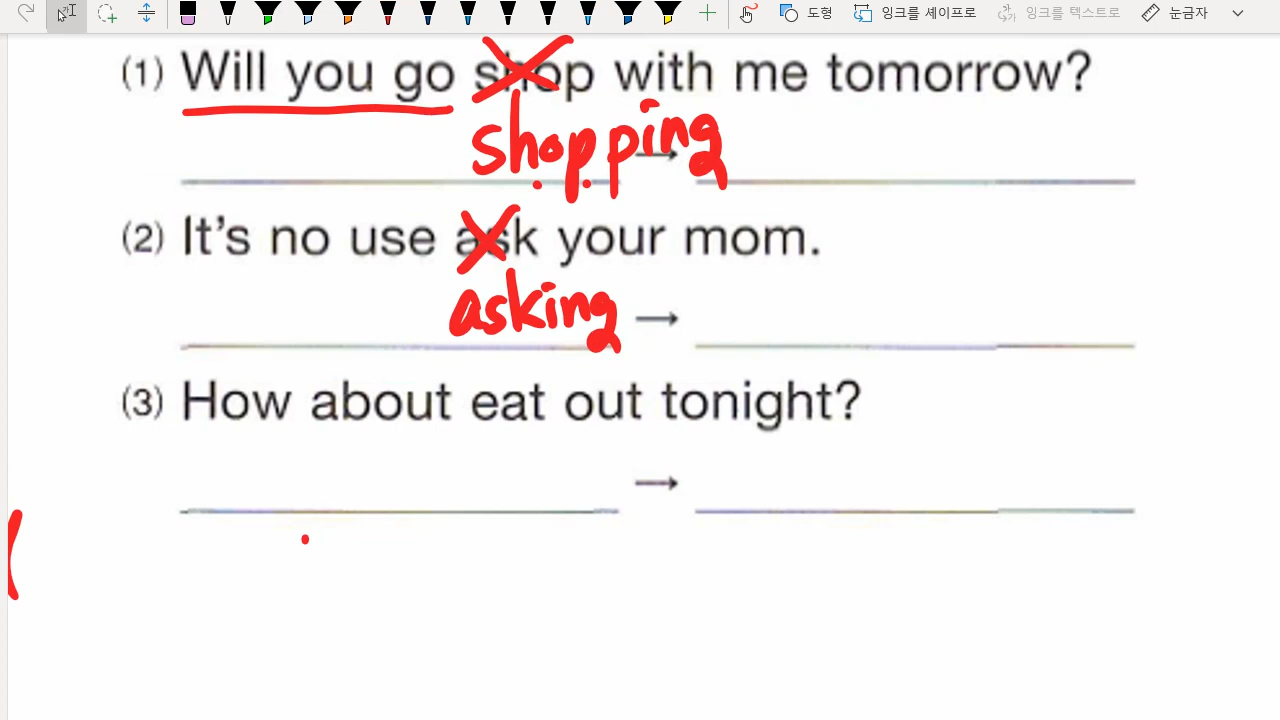 도형 잉크를 셰이프로 잉크를 텍스트로 눈금자
(1) Will you go shop with me tomorrow?
shopping
→
(2) It's no use ask your mom.
asking →
(3) How about eat out tonight?
→